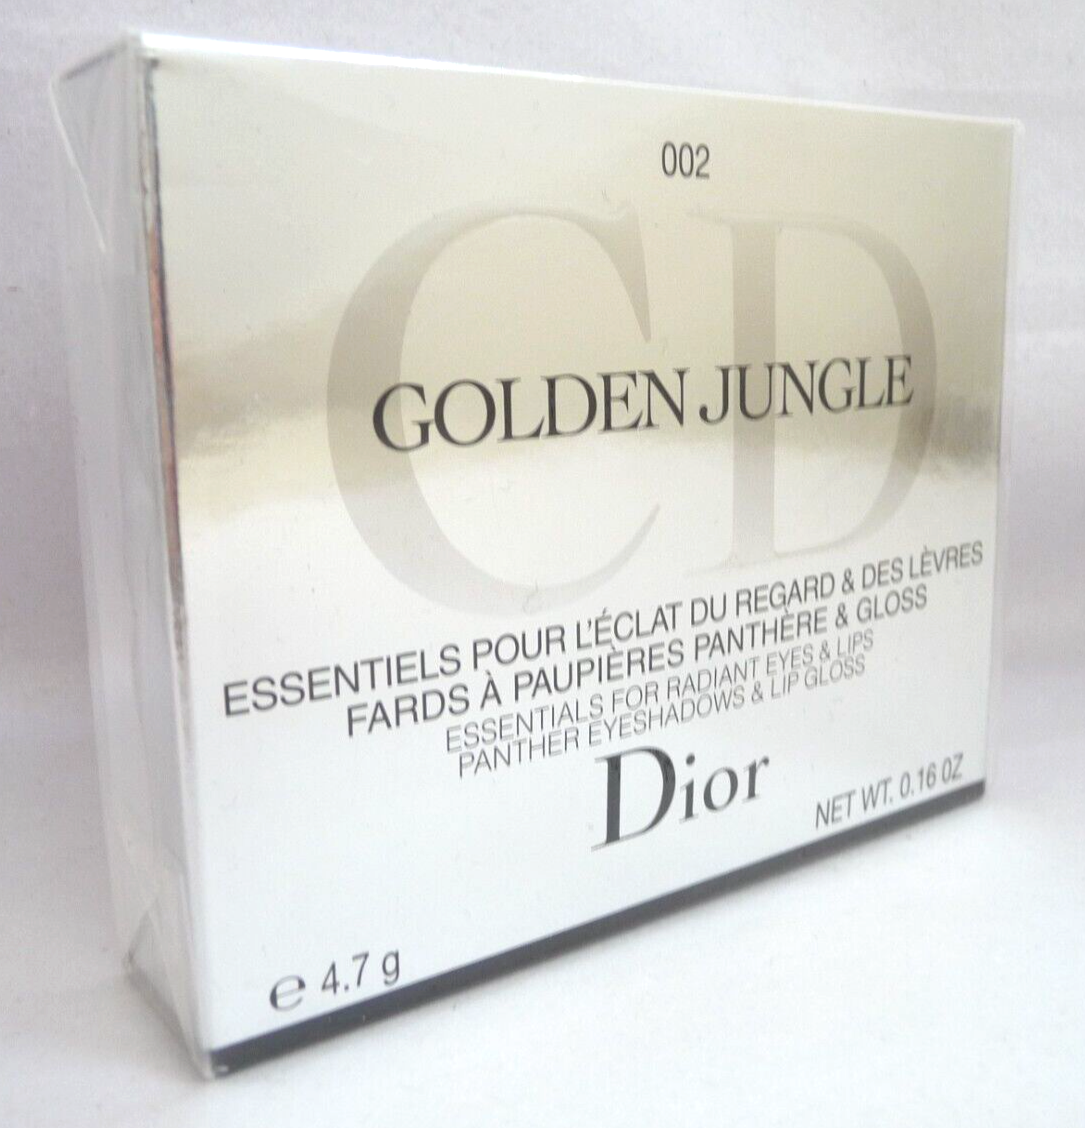 002
CD
GOLDEN JUNGLE
ESSENTIELS POUR L'ÉCLAT DU REGARD & DES LÈVRES
FARDS À PAUPIÈRES PANTHÈRE & GLOSS
ESSENTIALS FOR RADIANT EYES & LIPS
PANTHER EYESHADOWS & LIP GLOSS
Dior
NET WT. 0.16 OZ
℮ 4.7 g